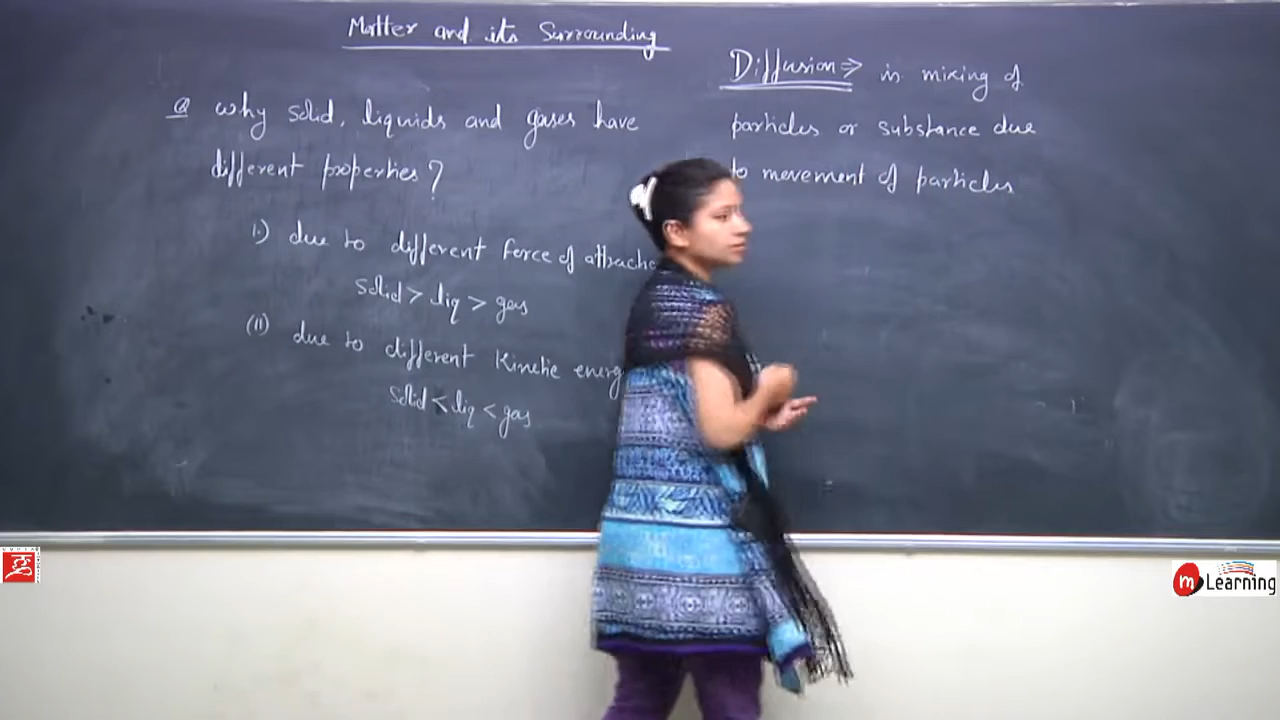 Matter and its Surrounding
Q why solid, liquids and gases have
different properties?
i.) due to different force of attractio
solid > liq > gas
(ii) due to different Kinetic energ
solid < liq < gas
Diffusion ⇒ is mixing of
particles or substance due
to movement of particles
m Learning